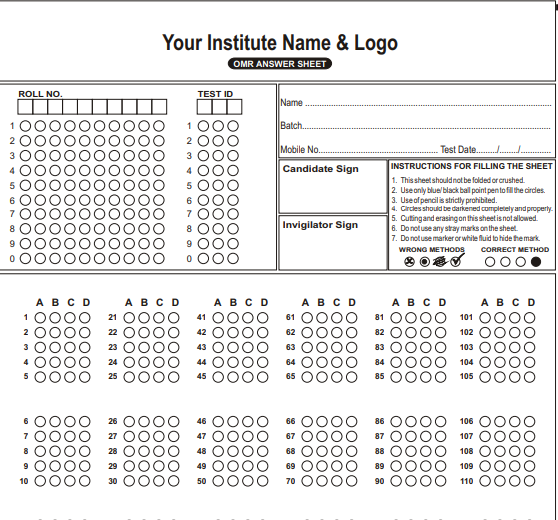 Your Institute Name & Logo
OMR ANSWER SHEET
ROLL NO.
TEST ID
1 1
2 2
3 3
4 4
5 5
6 6
7 7
8 8
9 9
0 0
Name ..........................................................
Batch..........................................................
Mobile No........................................ Test Date......../......../............
Candidate Sign
Invigilator Sign
INSTRUCTIONS FOR FILLING THE SHEET
1. This sheet should not be folded or crushed.
2. Use only blue/ black ball point pen to fill the circles.
3. Use of pencil is strictly prohibited.
4. Circles should be darkened completely and properly.
5. Cutting and erasing on this sheet is not allowed.
6. Do not use any stray marks on the sheet.
7. Do not use marker or white fluid to hide the mark.
WRONG METHODS CORRECT METHOD
A B C D A B C D A B C D A B C D A B C D A B C D
1 21 41 61 81 101
2 22 42 62 82 102
3 23 43 63 83 103
4 24 44 64 84 104
5 25 45 65 85 105
6 26 46 66 86 106
7 27 47 67 87 107
8 28 48 68 88 108
9 29 49 69 89 109
10 30 50 70 90 110